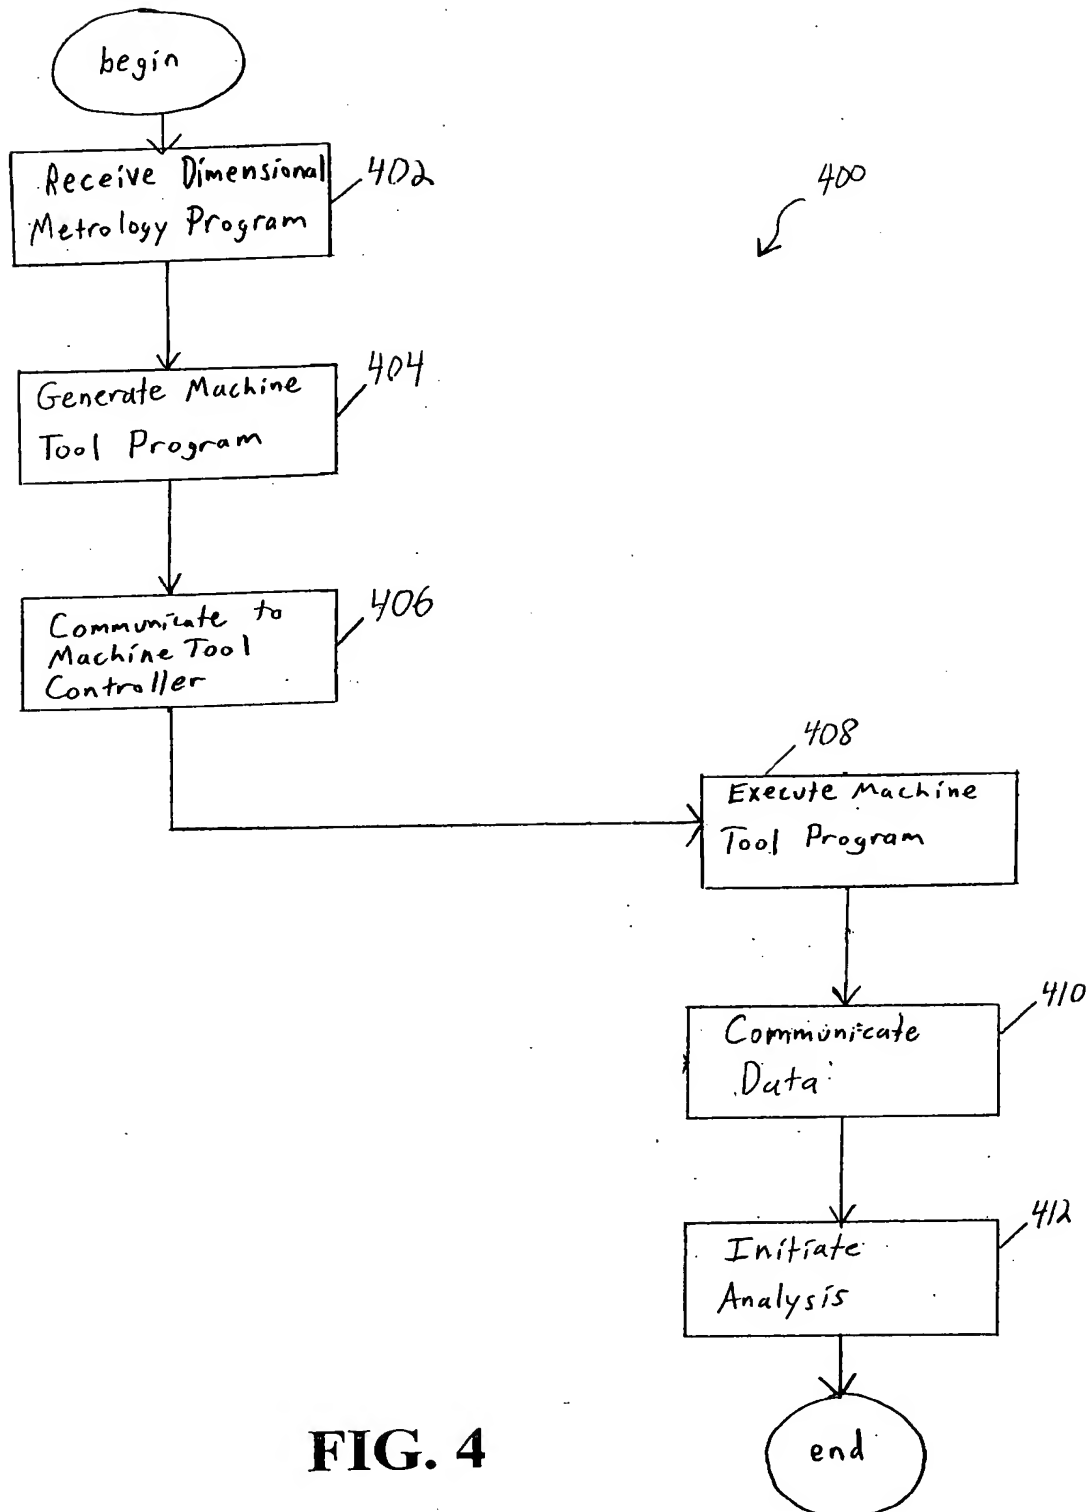 begin
Receive Dimensional
Metrology Program
402
400
Generate Machine
Tool Program
404
Communicate to
Machine Tool
Controller
406
408
Execute Machine
Tool Program
Communicate
Data
410
Initiate
Analysis
412
end
FIG. 4